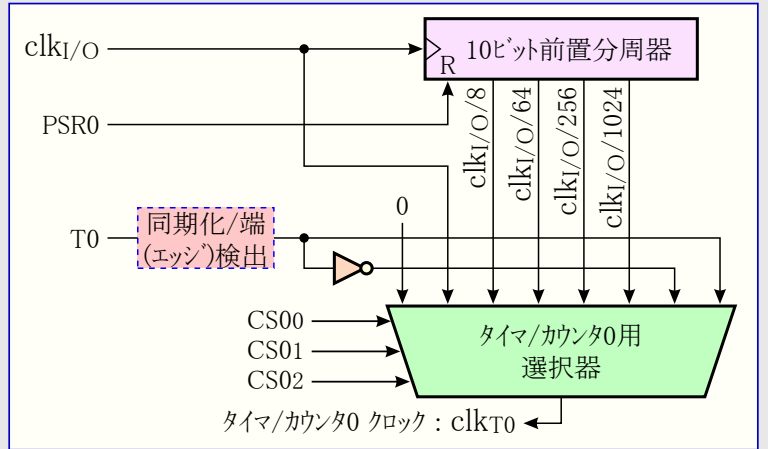 clkI/O
10ﾋﾞｯﾄ前置分周器
R
PSR0
clkI/O/8
clkI/O/64
clkI/O/256
clkI/O/1024
0
T0
同期化/端
(ｴｯｼﾞ)検出
CS00
CS01
CS02
ﾀｲﾏ/ｶｳﾝﾀ0用
選択器
ﾀｲﾏ/ｶｳﾝﾀ0 ｸﾛｯｸ : clkT0